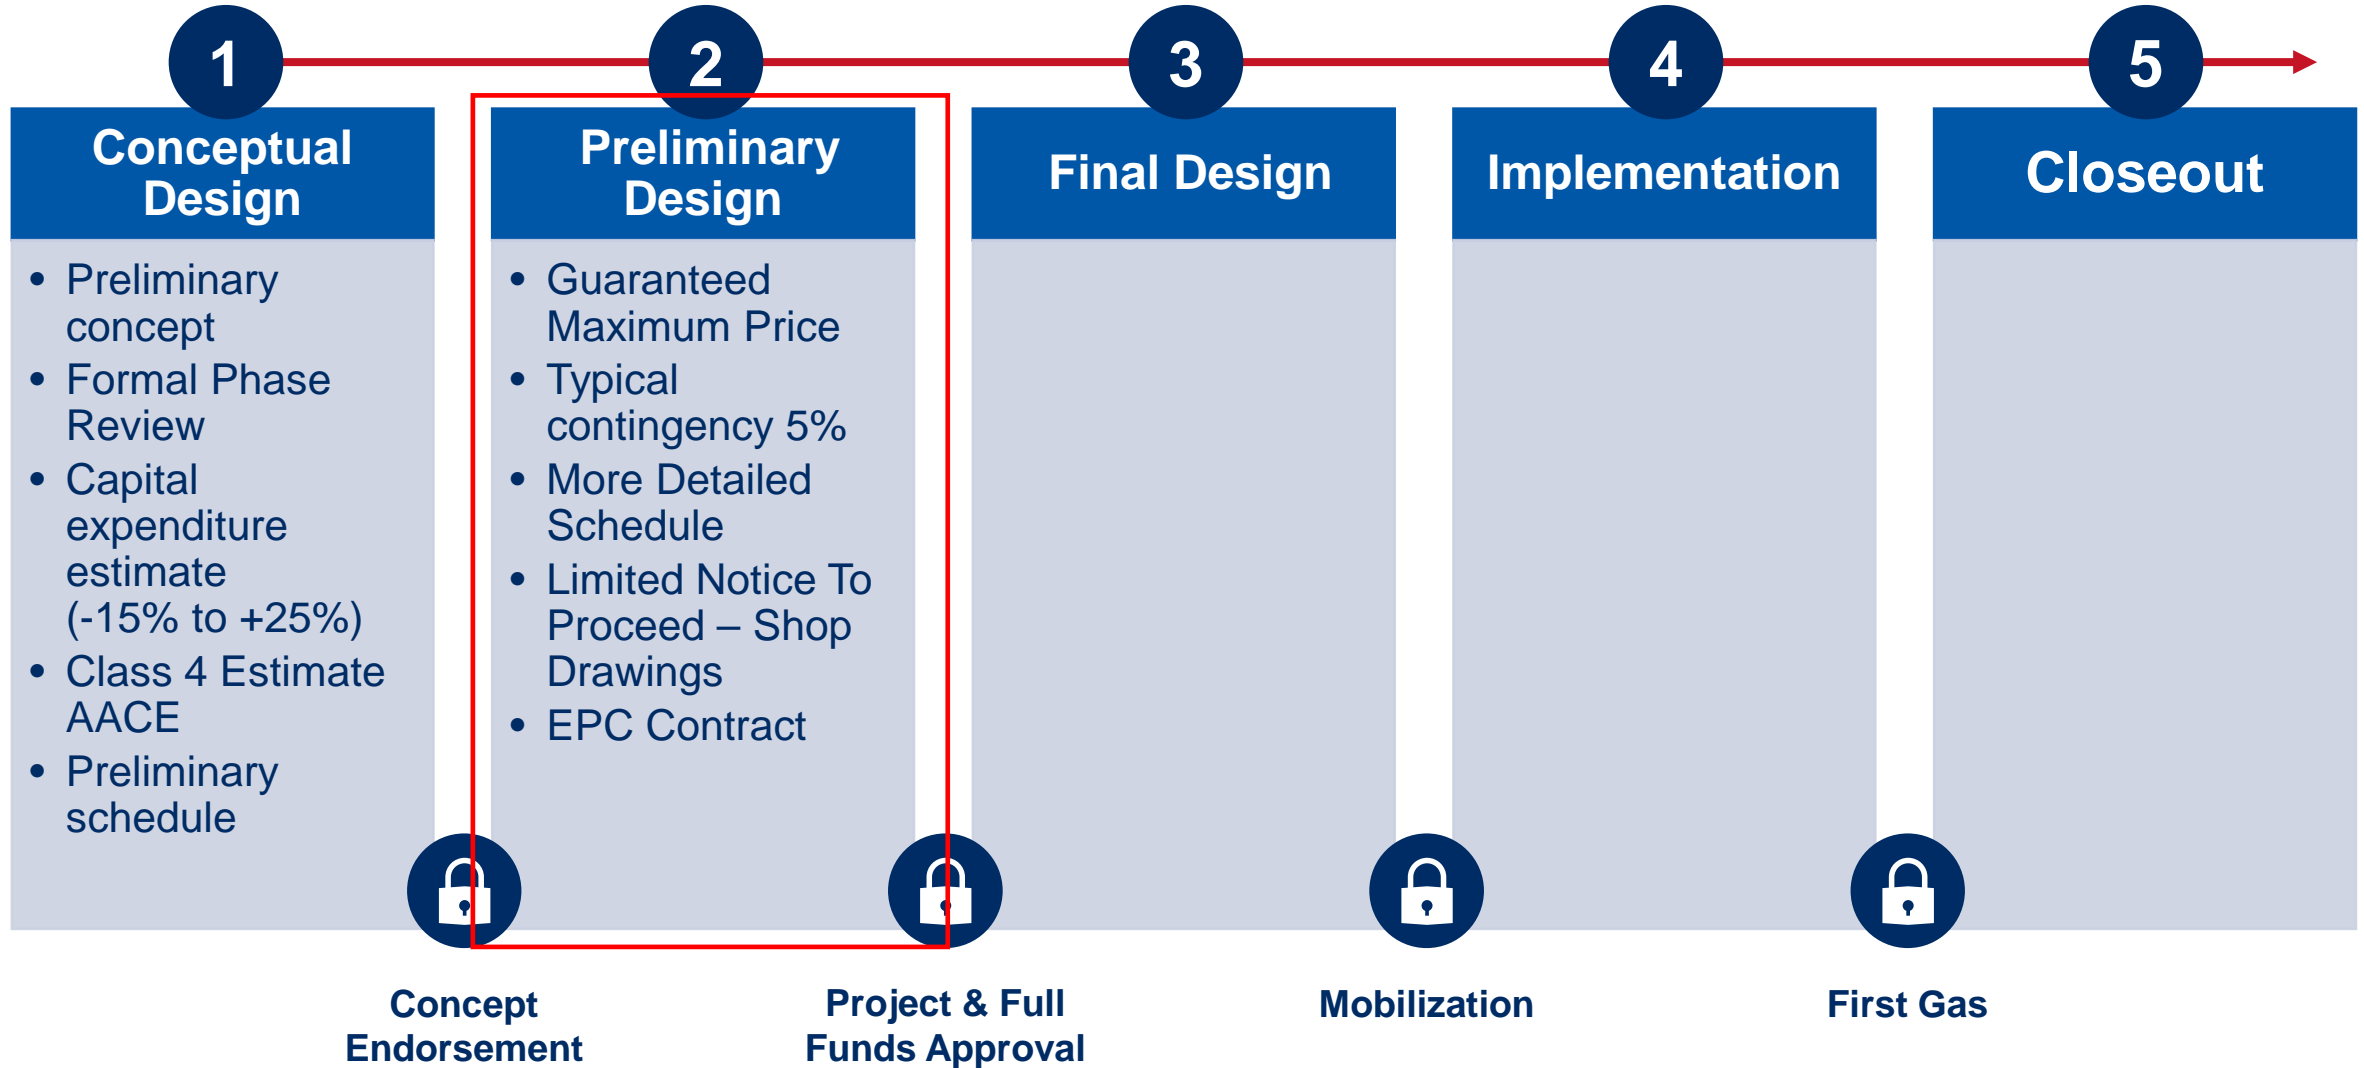 1
2
3
4
5
Conceptual
Design
Preliminary
Design
Final Design
Implementation
Closeout
• Preliminary
concept
• Formal Phase
Review
• Capital
expenditure
estimate
(-15% to +25%)
• Class 4 Estimate
AACE
• Preliminary
schedule
• Guaranteed
Maximum Price
• Typical
contingency 5%
• More Detailed
Schedule
• Limited Notice To
Proceed – Shop
Drawings
• EPC Contract
Concept
Endorsement
Project & Full
Funds Approval
Mobilization
First Gas